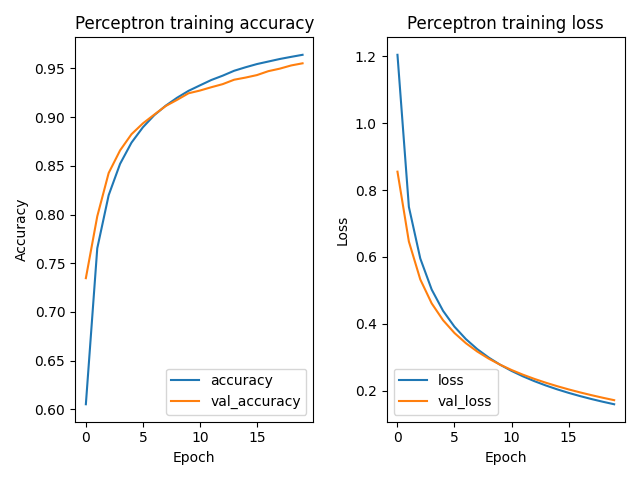 Perceptron training accuracy
0.95
0.90
0.85
0.80
0.75
0.70
0.65
0.60
Accuracy
0
5
10
15
Epoch
accuracy
val_accuracy
Perceptron training loss
1.2
1.0
0.8
0.6
0.4
0.2
Loss
0
5
10
15
Epoch
loss
val_loss